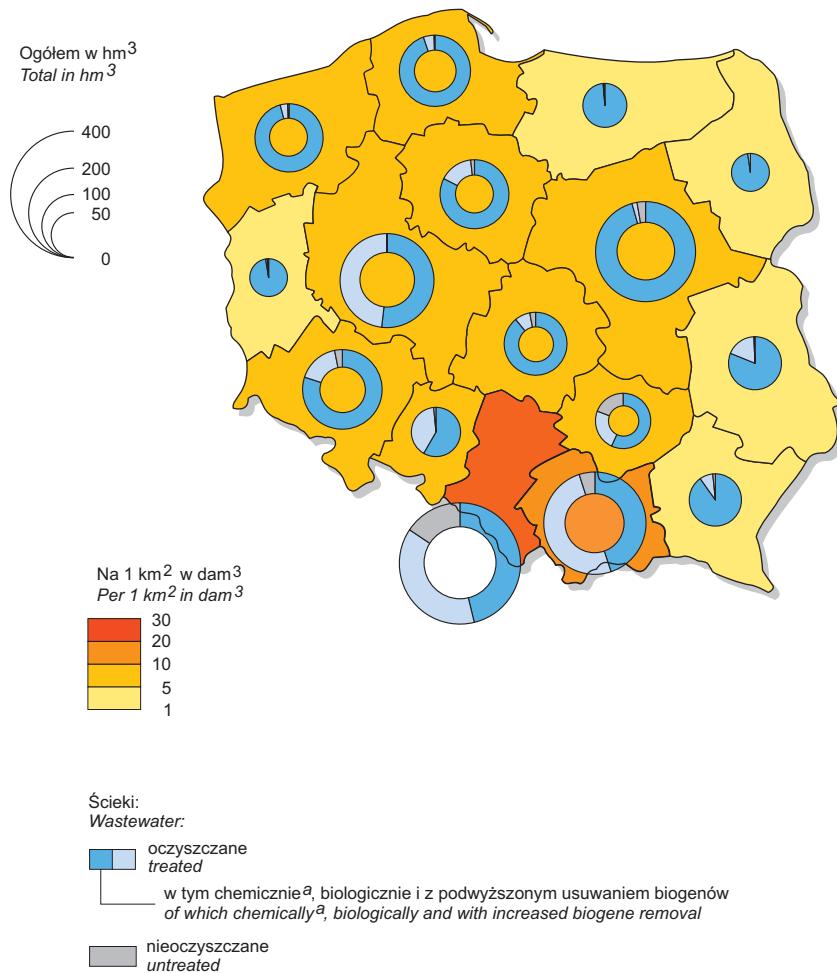 Ogółem w hm³
Total in hm³
400
200
100
50
0
Na 1 km² w dam³
Per 1 km² in dam³
30
20
10
5
1
Ścieki:
Wastewater:
oczyszczane
treated
w tym chemicznieᵃ, biologicznie i z podwyższonym usuwaniem biogenów
of which chemicallyᵃ, biologically and with increased biogene removal
nieoczyszczane
untreated